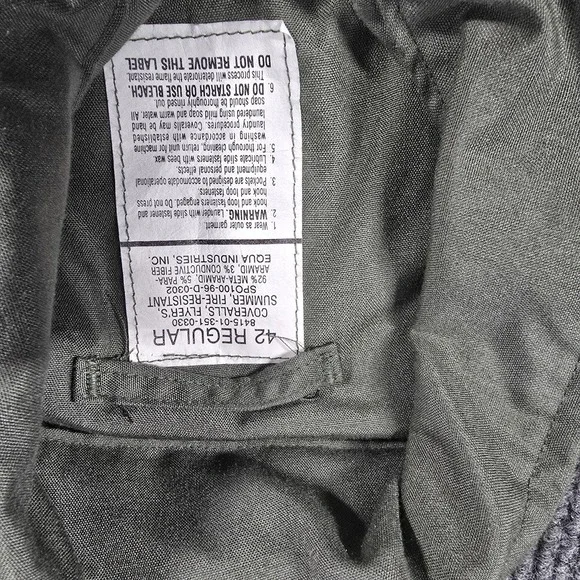 42 REGULAR
8415-01-351-0330
COVERALLS, FLYER'S,
SUMMER, FIRE-RESISTANT
SPO100-96-D-0302
92% META-ARAMID, 5% PARA-
ARAMID, 3% CONDUCTIVE FIBER
EQUA INDUSTRIES, INC.
1. Wear as outer garment.
2. WARNING. Launder with slide fastener and
hook and hook fasteners engaged. Do not press
hook and loop fasteners.
3. Pockets are designed to accomodate operational
equipment and personal effects.
4. Lubricate slide fasteners with bees wax.
5. For thorough cleaning, return unit for machine
washing in accordance with established
laundry procedures. Coveralls may be hand
laundered using mild soap and warm water. All
soap should be thoroughly rinsed out.
6. DO NOT STARCH OR USE BLEACH.
This process will deteriorate the flame resistant.
DO NOT REMOVE THIS LABEL